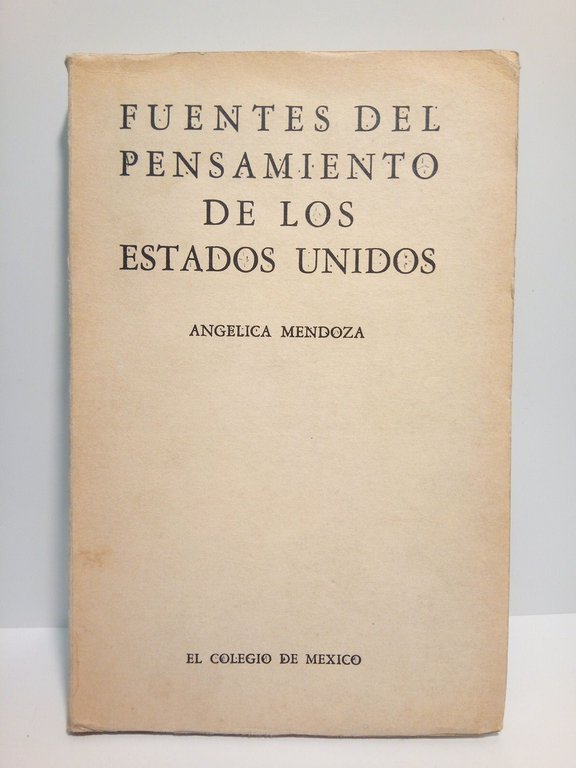 FUENTES DEL
PENSAMIENTO
DE LOS
ESTADOS UNIDOS
ANGELICA MENDOZA
EL COLEGIO DE MEXICO